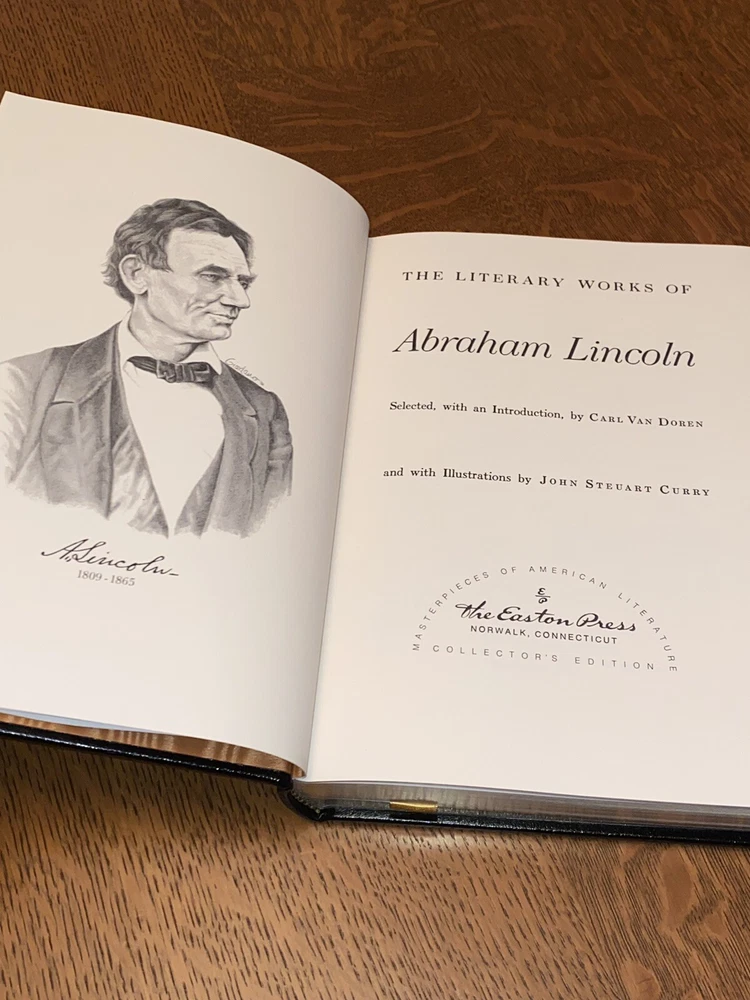 A. Lincoln
1809-1865
THE LITERARY WORKS OF
Abraham Lincoln
Selected, with an Introduction, by CARL VAN DOREN
and with Illustrations by JOHN STEUART CURRY
MASTERPIECES OF AMERICAN LITERATURE
E/P
The Easton Press
NORWALK, CONNECTICUT
COLLECTOR'S EDITION